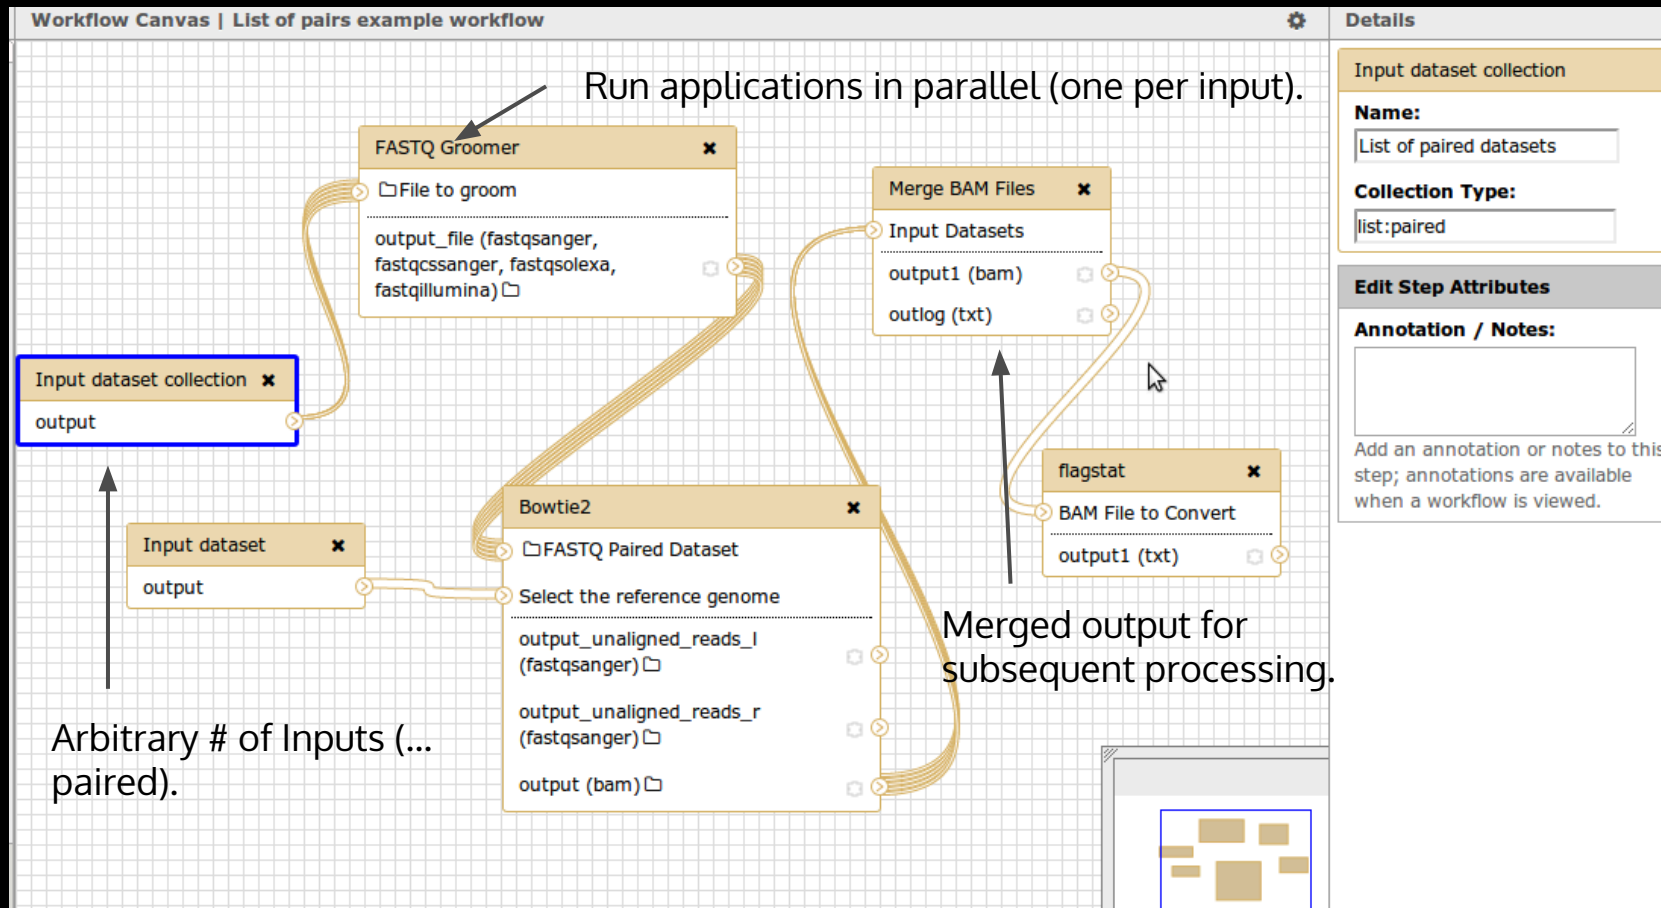 Workflow Canvas | List of pairs example workflow
Details
Run applications in parallel (one per input).
FASTQ Groomer
File to groom
output_file (fastqsanger,
fastqcssanger, fastqsolexa,
fastqillumina)
Merge BAM Files
Input Datasets
output1 (bam)
outlog (txt)
Input dataset collection
output
Input dataset
output
Bowtie2
FASTQ Paired Dataset
Select the reference genome
output_unaligned_reads_l
(fastqsanger)
output_unaligned_reads_r
(fastqsanger)
output (bam)
flagstat
BAM File to Convert
output1 (txt)
Merged output for
subsequent processing.
Arbitrary # of Inputs (...
paired).
Input dataset collection
Name:
List of paired datasets
Collection Type:
list:paired
Edit Step Attributes
Annotation / Notes:
Add an annotation or notes to this
step; annotations are available
when a workflow is viewed.